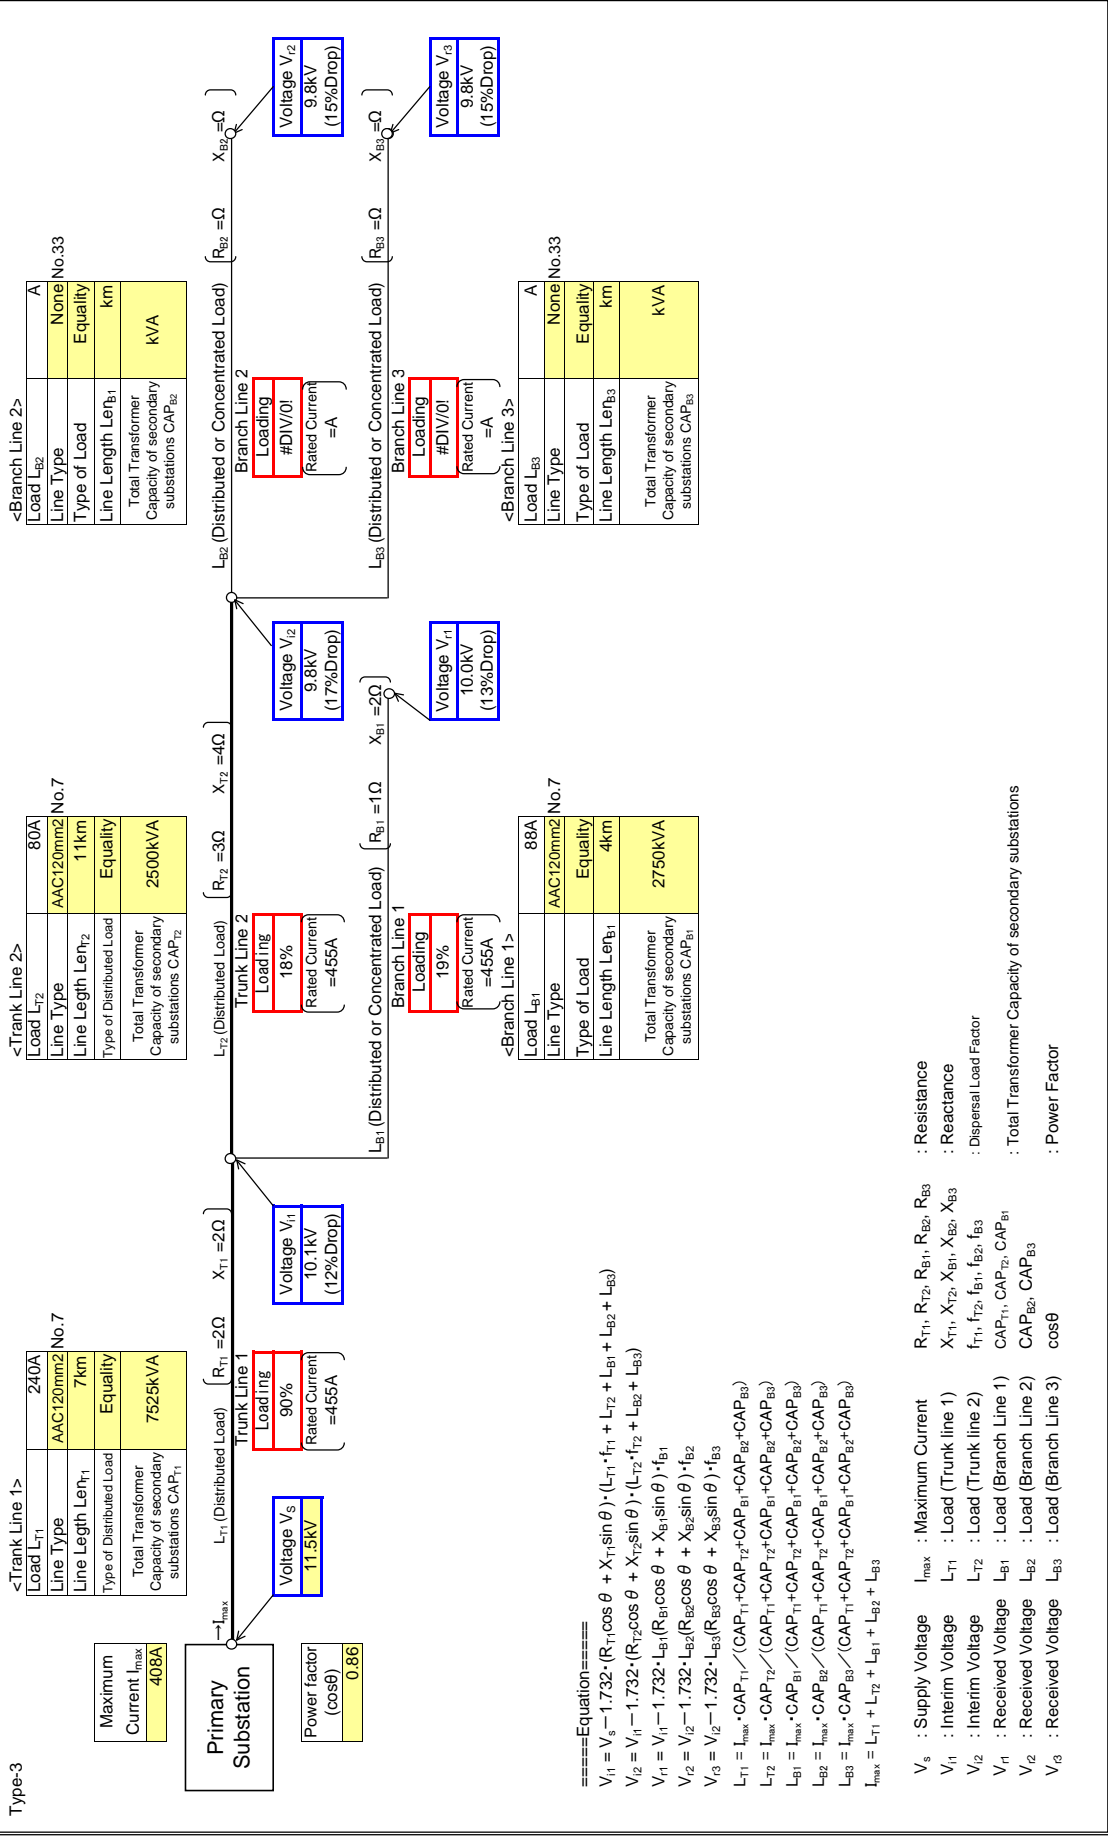 Type-3
Maximum
Current Imax
408A
Primary
Substation
Power factor
(cosθ)
0.86
→Imax
Voltage VS
11.5kV
<Trank Line 1>
Load LT1 240A
Line Type AAC120mm2 No.7
Line Length LenT1 7km
Type of Distributed Load Equality
Total Transformer
Capacity of secondary
substations CAPT1
7525kVA
LT1 (Distributed Load) RT1 =2Ω XT1 =2Ω
Trunk Line 1
Loading
90%
Rated Current
=455A
Voltage Vi1
10.1kV
(12%Drop)
<Trank Line 2>
Load LT2 80A
Line Type AAC120mm2 No.7
Line Legth LenT2 11km
Type of Distributed Load Equality
Total Transformer
Capacity of secondary
substations CAPT2
2500kVA
LT2 (Distributed Load) RT2 =3Ω XT2 =4Ω
Trunk Line 2
Loading
18%
Rated Current
=455A
Voltage Vi2
9.8kV
(17%Drop)
LB1 (Distributed or Concentrated Load) RB1 =1Ω XB1 =2Ω
Branch Line 1
Loading
19%
Rated Current
=455A
Voltage Vr1
10.0kV
(13%Drop)
<Branch Line 1>
Load LB1 88A
Line Type AAC120mm2 No.7
Type of Load Equality
Line Length LenB1 4km
Total Transformer
Capacity of secondary
substations CAPB1
2750kVA
<Branch Line 2>
Load LB2 A
Line Type None No.33
Type of Load Equality
Line Length LenB1 km
Total Transformer
Capacity of secondary
substations CAPB2
kVA
LB2 (Distributed or Concentrated Load) RB2 =Ω XB2 =Ω
Branch Line 2
Loading
#DIV/0!
Rated Current
=A
Voltage Vr2
9.8kV
(15%Drop)
LB3 (Distributed or Concentrated Load) RB3 =Ω XB3 =Ω
Branch Line 3
Loading
#DIV/0!
Rated Current
=A
Voltage Vr3
9.8kV
(15%Drop)
<Branch Line 3>
Load LB3 A
Line Type None No.33
Type of Load Equality
Line Length LenB3 km
Total Transformer
Capacity of secondary
substations CAPB3
kVA
=====Equation=====
Vi1 = Vs－1.732・(RT1cos θ + XT1sin θ)・(LT1・fT1 + LT2 + LB1 + LB2 + LB3)
Vi2 = Vi1－1.732・(RT2cos θ + XT2sin θ)・(LT2・fT2 + LB2 + LB3)
Vr1 = Vi1－1.732・LB1(RB1cos θ + XB1sin θ)・fB1
Vr2 = Vi2－1.732・LB2(RB2cos θ + XB2sin θ)・fB2
Vr3 = Vi2－1.732・LB3(RB3cos θ + XB3sin θ)・fB3
LT1 = Imax・CAPT1／(CAPT1+CAPT2+CAPB1+CAPB2+CAPB3)
LT2 = Imax・CAPT2／(CAPT1+CAPT2+CAPB1+CAPB2+CAPB3)
LB1 = Imax・CAPB1／(CAPT1+CAPT2+CAPB1+CAPB2+CAPB3)
LB2 = Imax・CAPB2／(CAPT1+CAPT2+CAPB1+CAPB2+CAPB3)
LB3 = Imax・CAPB3／(CAPT1+CAPT2+CAPB1+CAPB2+CAPB3)
Imax = LT1 + LT2 + LB1 + LB2 + LB3
Vs : Supply Voltage Imax : Maximum Current RT1, RT2, RB1, RB2, RB3 : Resistance
Vi1 : Interim Voltage LT1 : Load (Trunk line 1) XT1, XT2, XB1, XB2, XB3 : Reactance
Vi2 : Interim Voltage LT2 : Load (Trunk line 2) fT1, fT2, fB1, fB2, fB3 : Dispersal Load Factor
Vr1 : Received Voltage LB1 : Load (Branch Line 1) CAPT1, CAPT2, CAPB1 : Total Transformer Capacity of secondary substations
Vr2 : Received Voltage LB2 : Load (Branch Line 2) CAPB2, CAPB3
Vr3 : Received Voltage LB3 : Load (Branch Line 3) cosθ : Power Factor